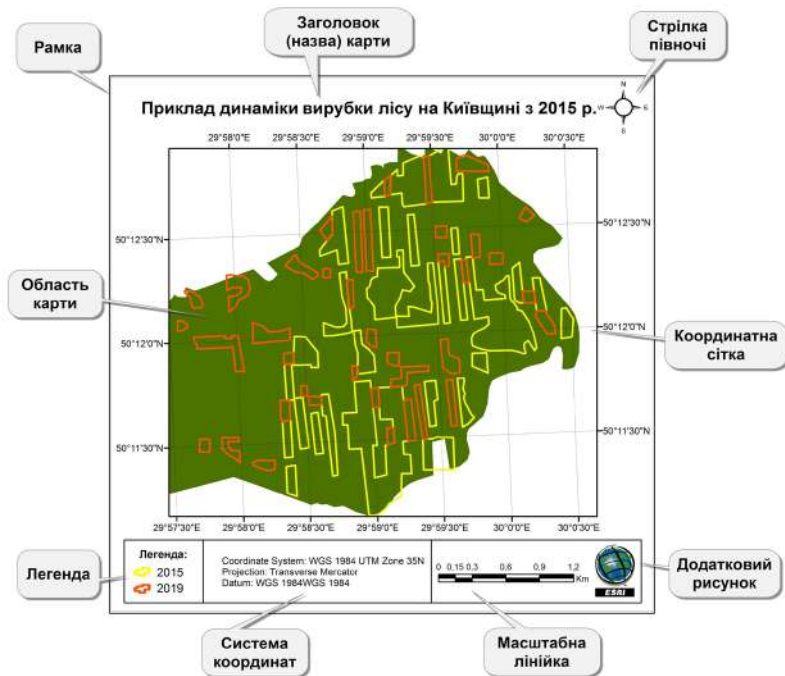 Заголовок
(назва) карти
Стрілка
півночі
Рамка
N
Приклад динаміки вирубки лісу на Київщині з 2015 р.
W
E
S
29°58'0"E
29°58'30"E
29°59'0"E
29°59'30"E
30°0'0"E
30°0'30"E
50°12'30"N
50°12'30"N
Область
карти
50°12'0"N
50°12'0"N
Координатна
сітка
50°11'30"N
50°11'30"N
29°57'30"E
29°58'0"E
29°58'30"E
29°59'0"E
29°59'30"E
30°0'0"E
30°0'30"E
Легенда
Легенда:
2015
2019
Coordinate System: WGS 1984 UTM Zone 35N
Projection: Transverse Mercator
Datum: WGS 1984WGS 1984
0 0,15 0,3 0,6 0,9 1,2
Km
ESRI
Додатковий
рисунок
Система
координат
Масштабна
лінійка